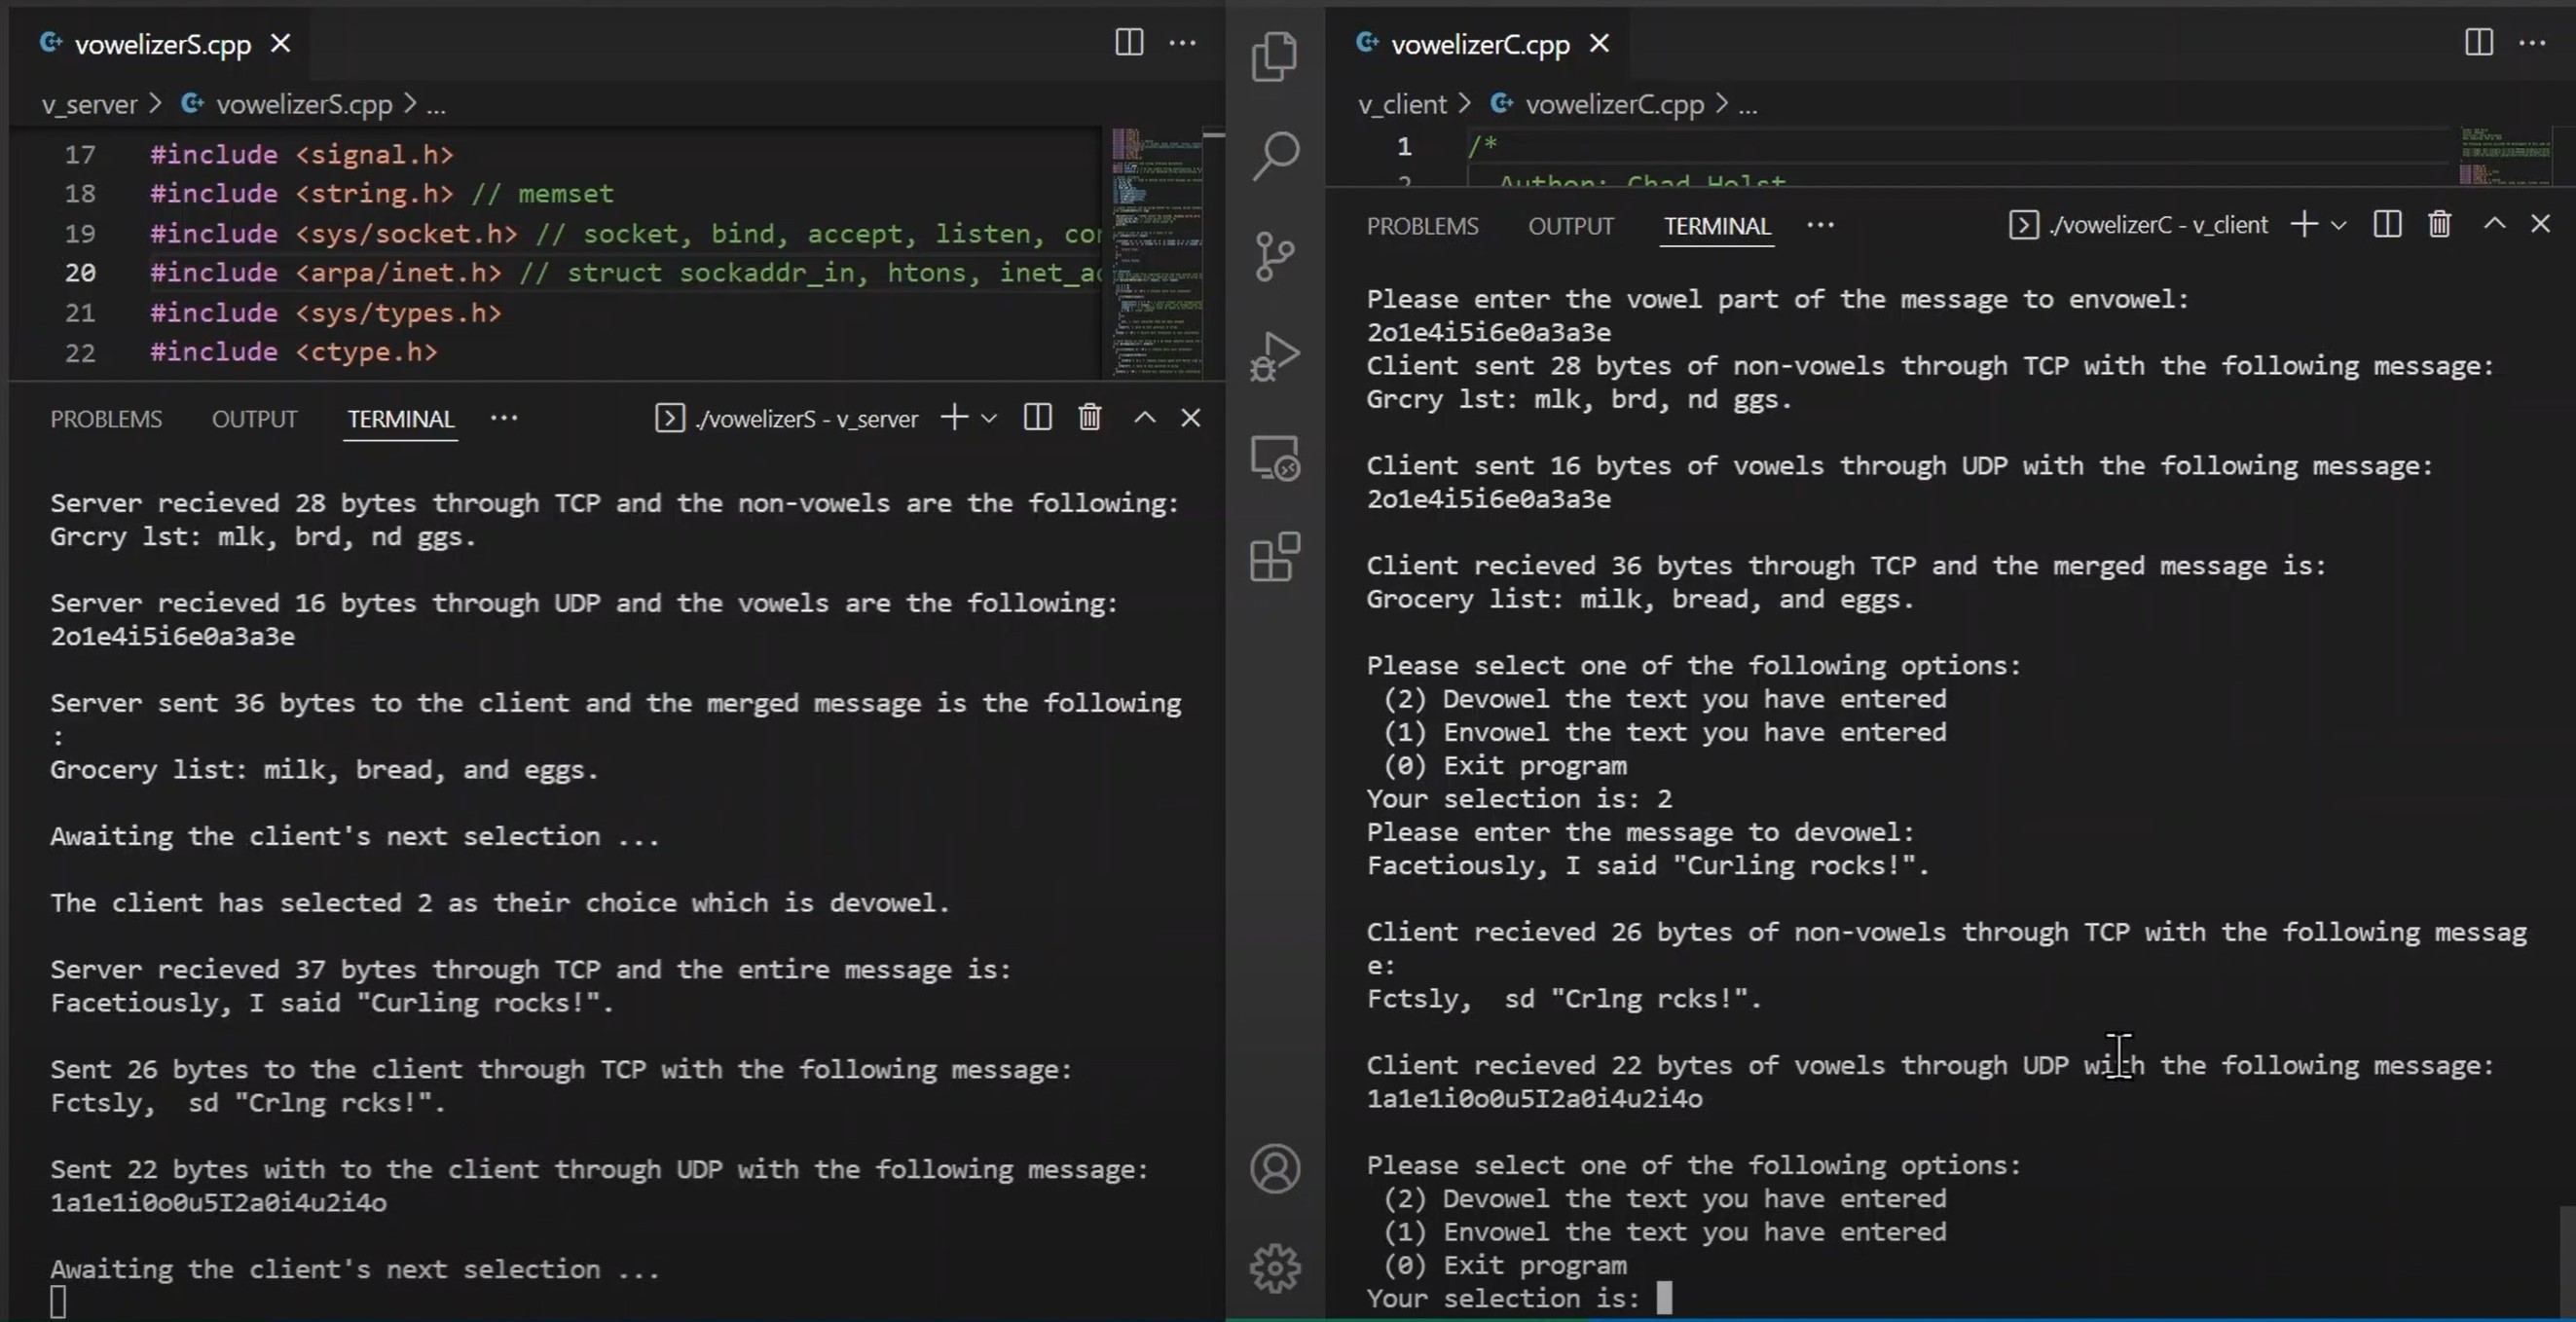 vowelizerS.cpp
v_server > vowelizerS.cpp > ...
17 #include <signal.h>
18 #include <string.h> // memset
19 #include <sys/socket.h> // socket, bind, accept, listen,
20 #include <arpa/inet.h> // struct sockaddr_in, htons,
21 #include <sys/types.h>
22 #include <ctype.h>
PROBLEMS OUTPUT TERMINAL ... ./vowelizerS - v_server
Server recieved 28 bytes through TCP and the non-vowels are the following:
Grcry lst: mlk, brd, nd ggs.
Server recieved 16 bytes through UDP and the vowels are the following:
2o1e4i5i6e0a3a3e
Server sent 36 bytes to the client and the merged message is the following
:
Grocery list: milk, bread, and eggs.
Awaiting the client's next selection ...
The client has selected 2 as their choice which is devowel.
Server recieved 37 bytes through TCP and the entire message is:
Facetiously, I said "Curling rocks!".
Sent 26 bytes to the client through TCP with the following message:
Fctsly,  sd "Crlng rcks!".
Sent 22 bytes with to the client through UDP with the following message:
1a1e1i0o0u5I2a0i4u2i4o
Awaiting the client's next selection ...
vowelizerC.cpp
v_client > vowelizerC.cpp > ...
1 /*
2 Author: Chad Holst
PROBLEMS OUTPUT TERMINAL ... ./vowelizerC - v_client
Please enter the vowel part of the message to envowel:
2o1e4i5i6e0a3a3e
Client sent 28 bytes of non-vowels through TCP with the following message:
Grcry lst: mlk, brd, nd ggs.
Client sent 16 bytes of vowels through UDP with the following message:
2o1e4i5i6e0a3a3e
Client recieved 36 bytes through TCP and the merged message is:
Grocery list: milk, bread, and eggs.
Please select one of the following options:
(2) Devowel the text you have entered
(1) Envowel the text you have entered
(0) Exit program
Your selection is: 2
Please enter the message to devowel:
Facetiously, I said "Curling rocks!".
Client recieved 26 bytes of non-vowels through TCP with the following messag
e:
Fctsly,  sd "Crlng rcks!".
Client recieved 22 bytes of vowels through UDP with the following message:
1a1e1i0o0u5I2a0i4u2i4o
Please select one of the following options:
(2) Devowel the text you have entered
(1) Envowel the text you have entered
(0) Exit program
Your selection is: